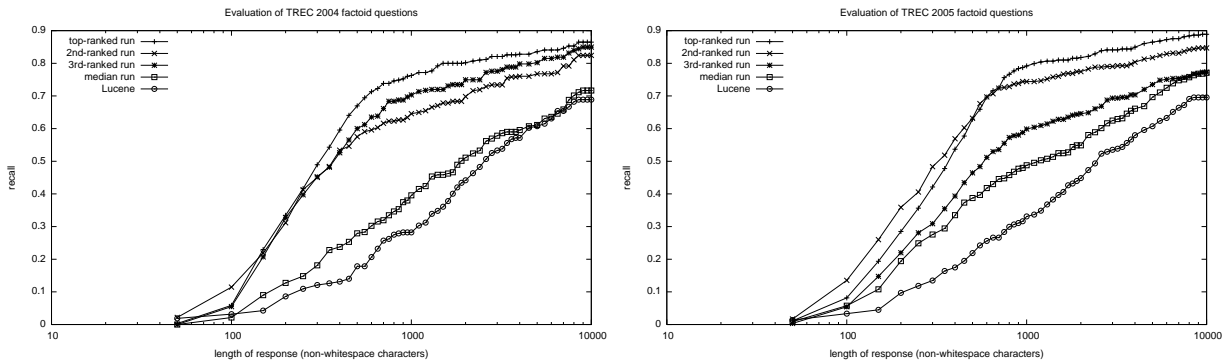 Evaluation of TREC 2004 factoid questions
top-ranked run
2nd-ranked run
3rd-ranked run
median run
Lucene
0.9
0.8
0.7
0.6
0.5
0.4
0.3
0.2
0.1
0
recall
10
100
1000
10000
length of response (non-whitespace characters)
Evaluation of TREC 2005 factoid questions
top-ranked run
2nd-ranked run
3rd-ranked run
median run
Lucene
0.9
0.8
0.7
0.6
0.5
0.4
0.3
0.2
0.1
0
recall
10
100
1000
10000
length of response (non-whitespace characters)